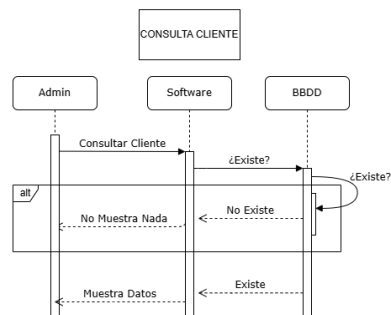 CONSULTA CLIENTE
Admin
Software
BBDD
Consultar Cliente
¿Existe?
¿Existe?
alt
No Existe
No Muestra Nada
Existe
Muestra Datos